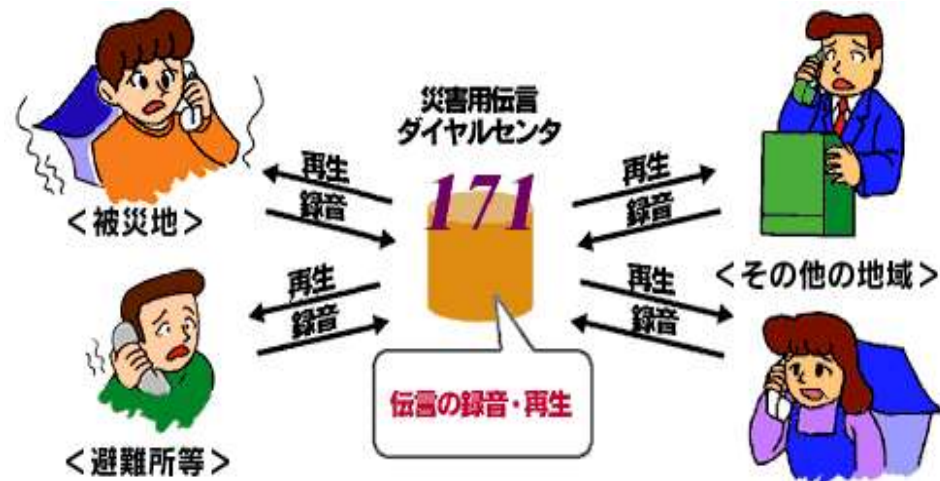 災害用伝言
ダイヤルセンタ
171
再生
録音
<被災地>
再生
録音
<避難所等>
再生
録音
<その他の地域>
再生
録音
伝言の録音・再生